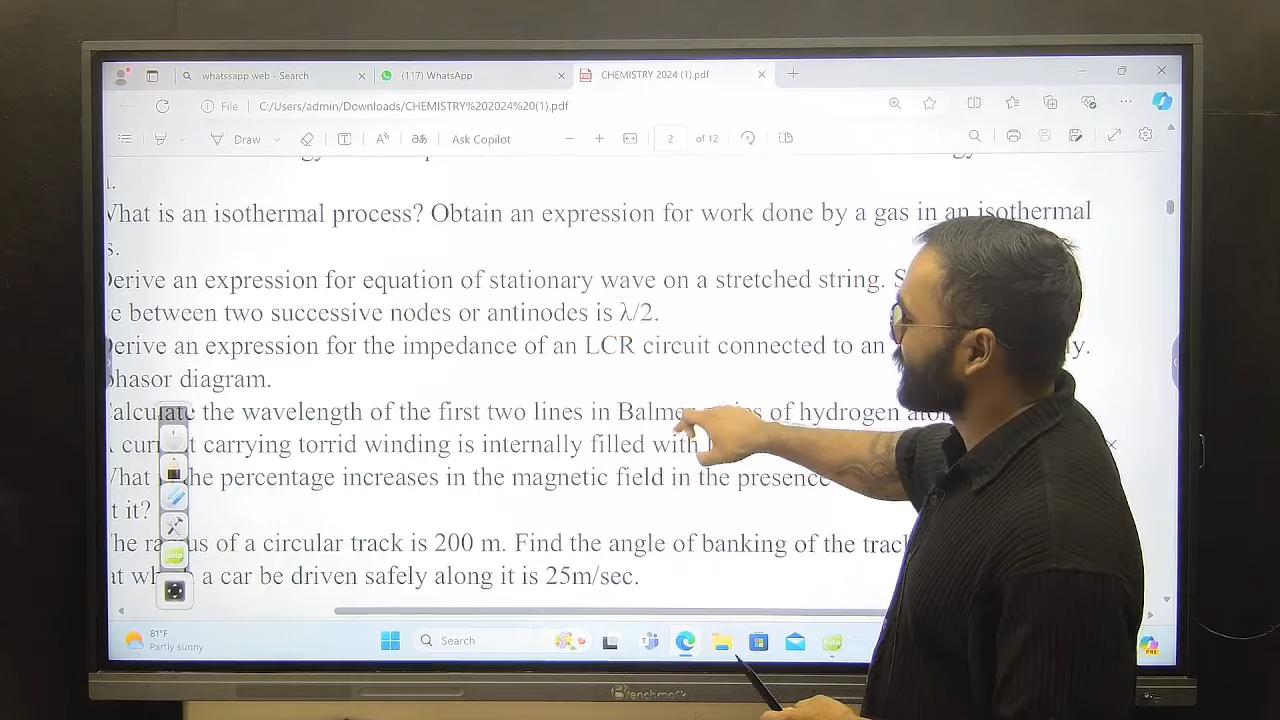 whatssapp web - Search
(117) WhatsApp
CHEMISTRY 2024 (1).pdf
File
C:/Users/admin/Downloads/CHEMISTRY%202024%20(1).pdf
Draw
Ask Copilot
2 of 12
What is an isothermal process? Obtain an expression for work done by a gas in an isothermal
s.
Derive an expression for equation of stationary wave on a stretched string. S
e between two successive nodes or antinodes is λ/2.
Derive an expression for the impedance of an LCR circuit connected to an ly.
phasor diagram.
Calculate the wavelength of the first two lines in Balmer series of hydrogen atom
carrying torrid winding is internally filled with
the percentage increases in the magnetic field in the presence
t it?
of a circular track is 200 m. Find the angle of banking of the track
at a car be driven safely along it is 25m/sec.
81°F
Partly sunny
Search
Benchmark